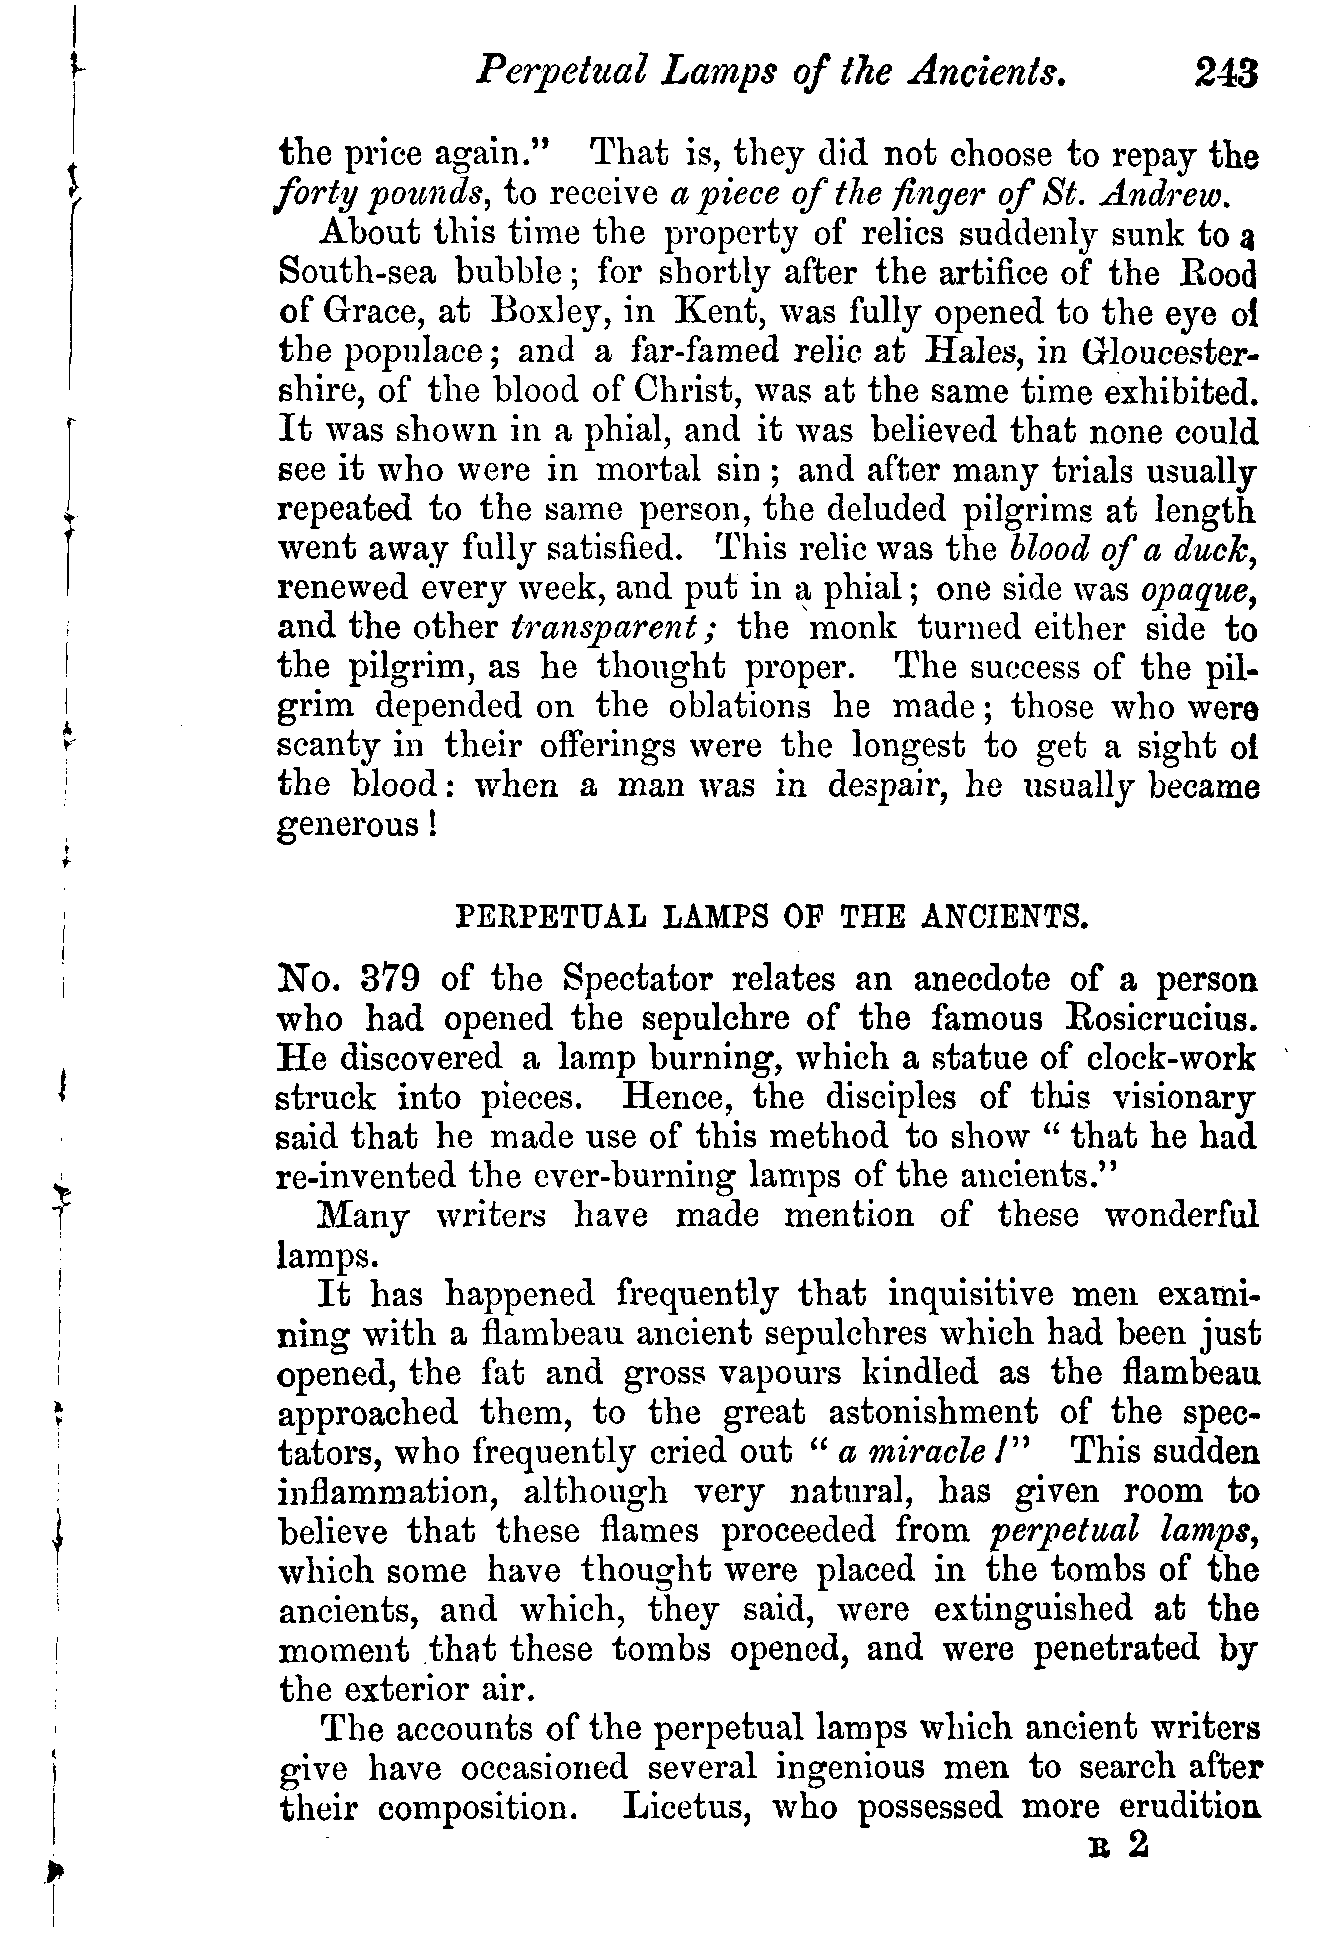 Perpetual Lamps of the Ancients. 243
the price again." That is, they did not choose to repay the
forty pounds, to receive a piece of the finger of St. Andrew.
About this time the property of relics suddenly sunk to a
South-sea bubble; for shortly after the artifice of the Rood
of Grace, at Boxley, in Kent, was fully opened to the eye of
the populace; and a far-famed relic at Hales, in Gloucester-
shire, of the blood of Christ, was at the same time exhibited.
It was shown in a phial, and it was believed that none could
see it who were in mortal sin; and after many trials usually
repeated to the same person, the deluded pilgrims at length
went away fully satisfied. This relic was the blood of a duck,
renewed every week, and put in a phial; one side was opaque,
and the other transparent; the monk turned either side to
the pilgrim, as he thought proper. The success of the pil-
grim depended on the oblations he made; those who were
scanty in their offerings were the longest to get a sight of
the blood: when a man was in despair, he usually became
generous!
PERPETUAL LAMPS OF THE ANCIENTS.
No. 379 of the Spectator relates an anecdote of a person
who had opened the sepulchre of the famous Rosicrucius.
He discovered a lamp burning, which a statue of clock-work
struck into pieces. Hence, the disciples of this visionary
said that he made use of this method to show "that he had
re-invented the ever-burning lamps of the ancients."
Many writers have made mention of these wonderful
lamps.
It has happened frequently that inquisitive men exami-
ning with a flambeau ancient sepulchres which had been just
opened, the fat and gross vapours kindled as the flambeau
approached them, to the great astonishment of the spec-
tators, who frequently cried out "a miracle!" This sudden
inflammation, although very natural, has given room to
believe that these flames proceeded from perpetual lamps,
which some have thought were placed in the tombs of the
ancients, and which, they said, were extinguished at the
moment that these tombs opened, and were penetrated by
the exterior air.
The accounts of the perpetual lamps which ancient writers
give have occasioned several ingenious men to search after
their composition. Licetus, who possessed more erudition
R 2